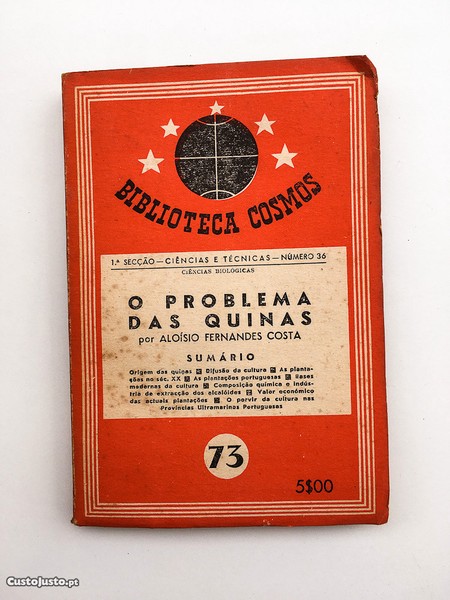 BIBLIOTECA COSMOS
1.ª SECÇÃO — CIÊNCIAS E TÉCNICAS — NÚMERO 36
CIÊNCIAS BIOLÓGICAS
O PROBLEMA
DAS QUINAS
por ALOÍSIO FERNANDES COSTA
SUMÁRIO
Origem das quinas ■ Difusão da cultura ■ As planta-
ções no séc. XX ■ As plantações portuguesas ■ Bases
modernas da cultura ■ Composição química e indús-
tria de extracção dos alcalóides ■ Valor económico
das actuais plantações ■ O porvir da cultura nas
Províncias Ultramarinas Portuguesas
73
5$00
CustoJusto.pt